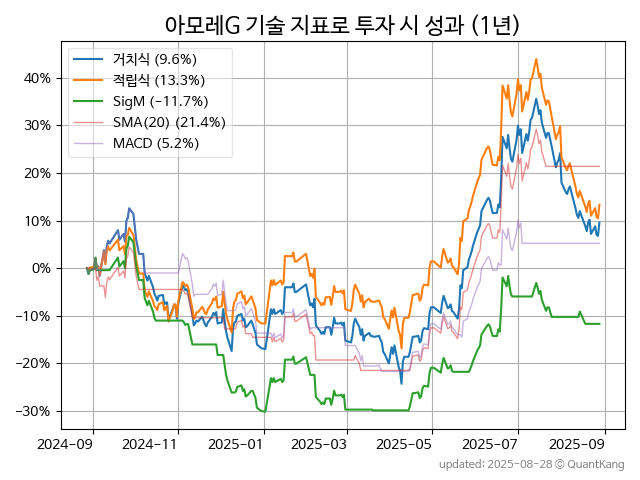 아모레G 기술 지표로 투자 시 성과 (1년)
거치식 (9.6%)
적립식 (13.3%)
SigM (−11.7%)
SMA(20) (21.4%)
MACD (5.2%)
40%
30%
20%
10%
0%
−10%
−20%
−30%
2024-09 2024-11 2025-01 2025-03 2025-05 2025-07 2025-09
updated: 2025-08-28 © QuantKang